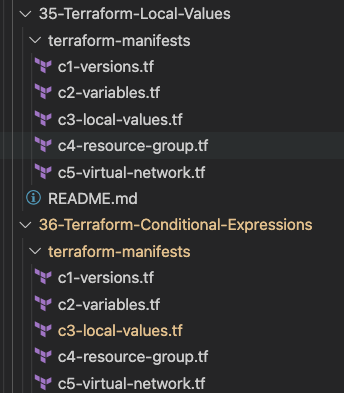 35-Terraform-Local-Values
terraform-manifests
c1-versions.tf
c2-variables.tf
c3-local-values.tf
c4-resource-group.tf
c5-virtual-network.tf
README.md
36-Terraform-Conditional-Expressions
terraform-manifests
c1-versions.tf
c2-variables.tf
c3-local-values.tf
c4-resource-group.tf
c5-virtual-network.tf